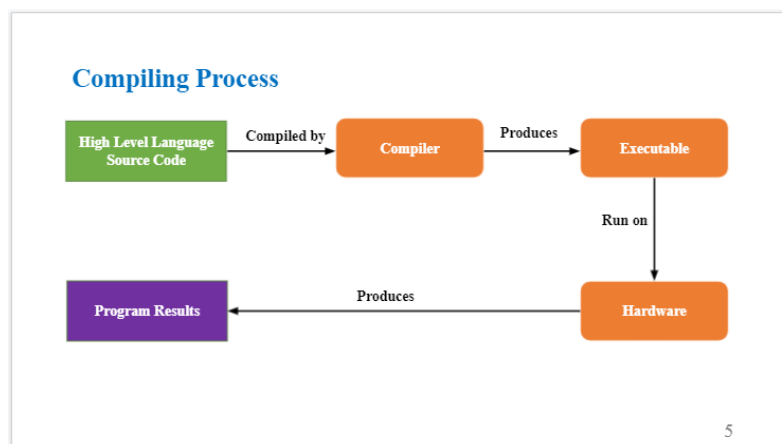 Compiling Process
High Level Language
Source Code
Compiled by
Compiler
Produces
Executable
Run on
Program Results
Produces
Hardware
5